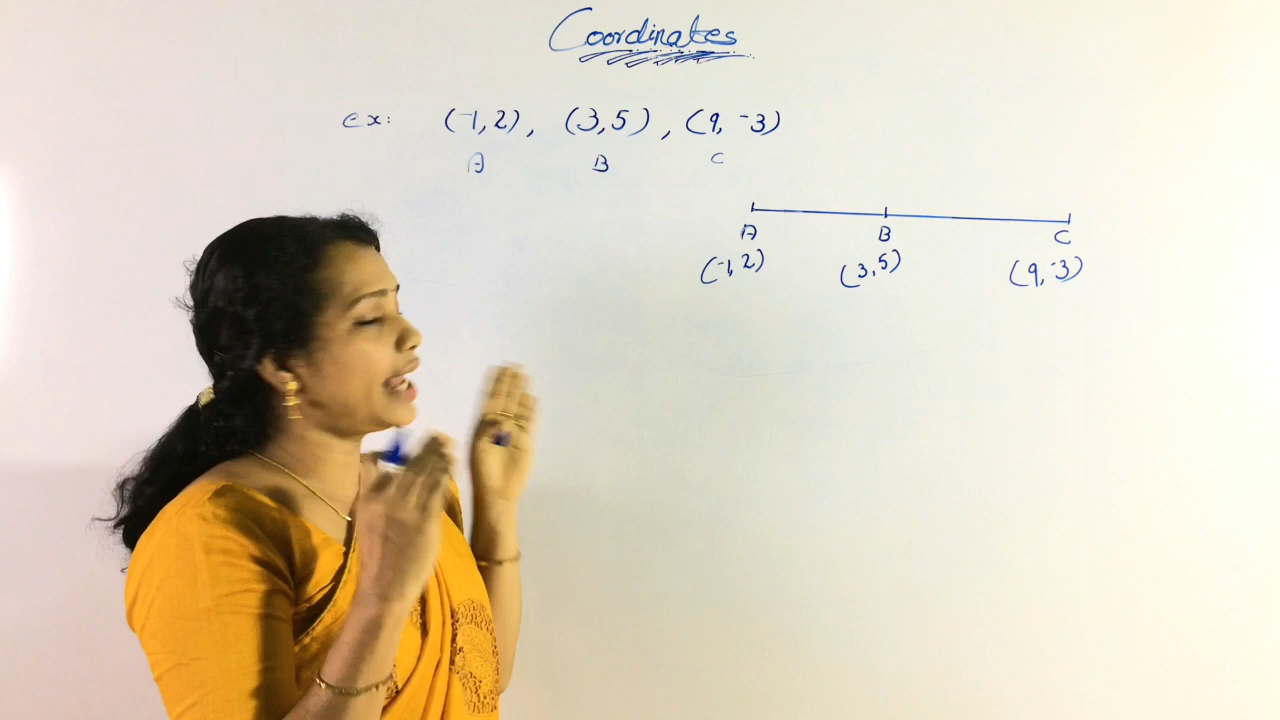 Coordinates
ex: (-1, 2), (3, 5), (9, -3)
A B C
A B C
(-1, 2) (3, 5) (9, -3)